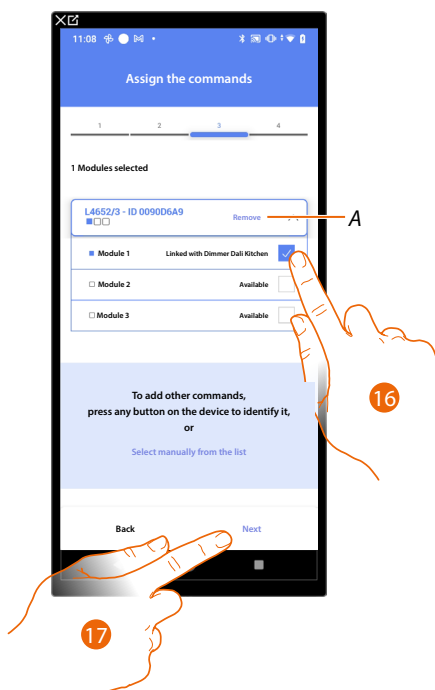 11:08
Assign the commands
1 2 3 4
1 Modules selected
L4652/3 - ID 0090D6A9
Remove
A
Module 1 Linked with Dimmer Dali Kitchen
Module 2 Available
Module 3 Available
16
To add other commands,
press any button on the device to identify it,
or
Select manually from the list
Back Next
17